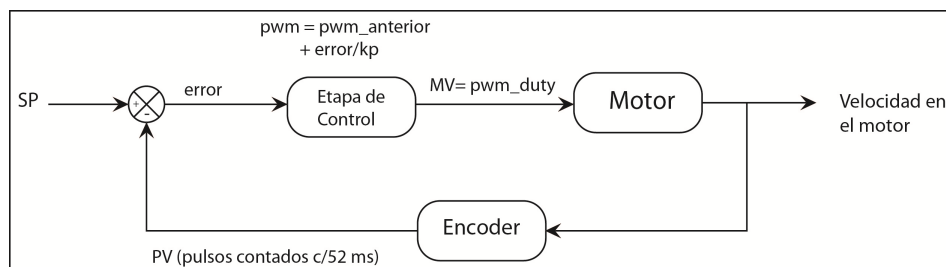 pwm = pwm_anterior
+ error/kp
SP
+
-
error
Etapa de
Control
MV= pwm_duty
Motor
Velocidad en
el motor
Encoder
PV (pulsos contados c/52 ms)